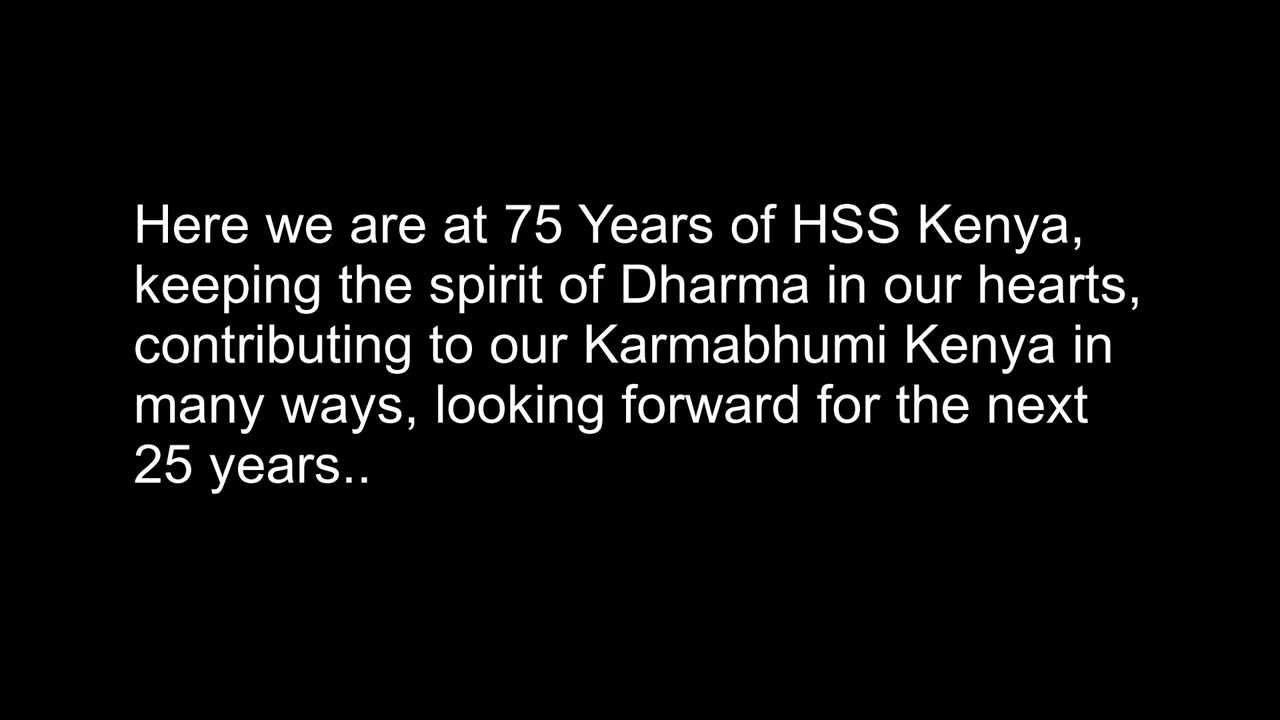 Here we are at 75 Years of HSS Kenya,
keeping the spirit of Dharma in our hearts,
contributing to our Karmabhumi Kenya in
many ways, looking forward for the next
25 years..